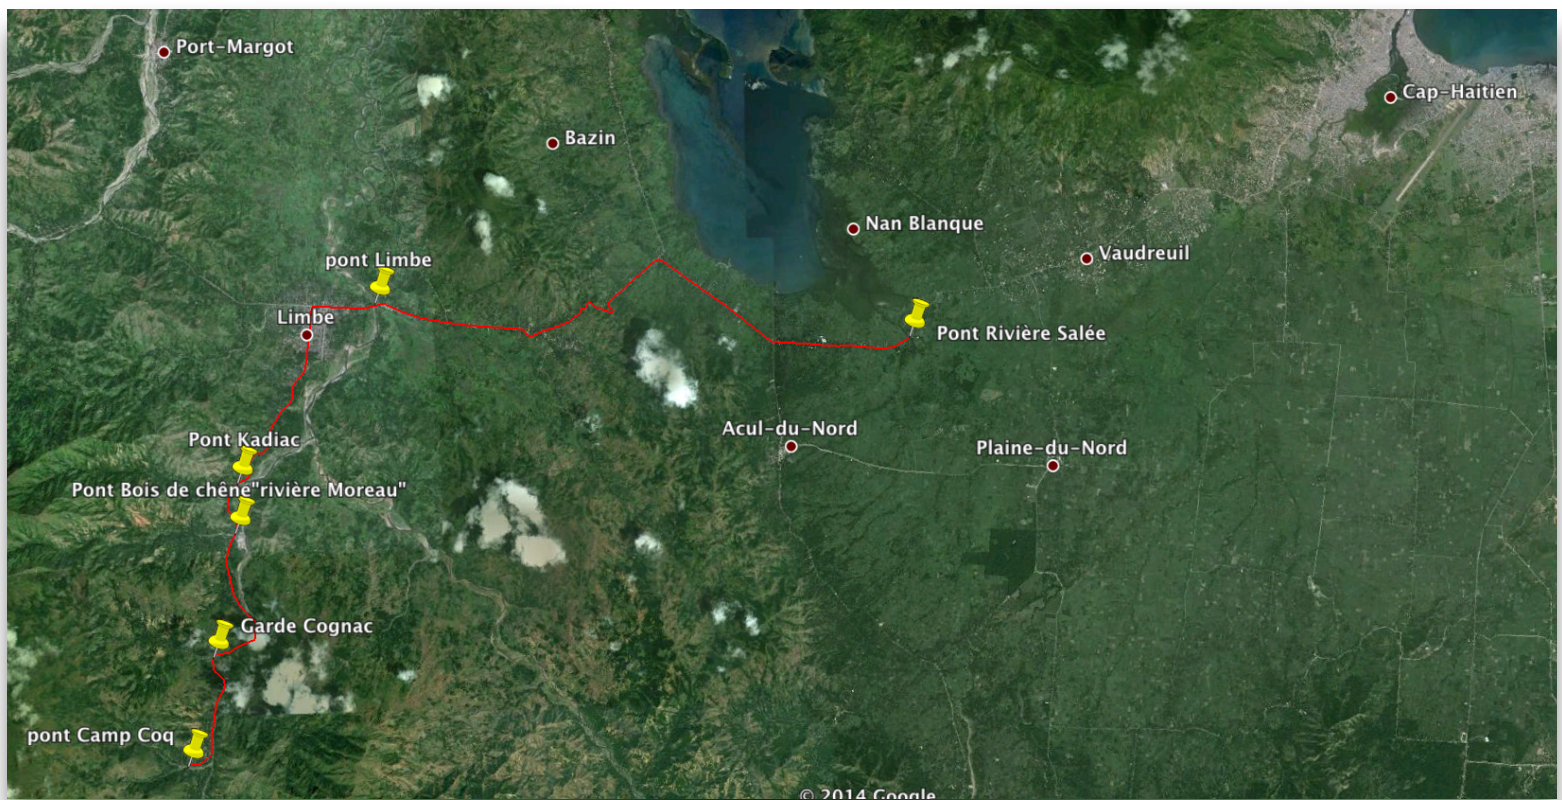 Port-Margot
Cap-Haitien
Bazin
Nan Blanque
Vaudreuil
pont Limbe
Limbe
Pont Rivière Salée
Acul-du-Nord
Pont Kadiac
Plaine-du-Nord
Pont Bois de chêne"rivière Moreau"
Garde Cognac
pont Camp Coq
© 2014 Google